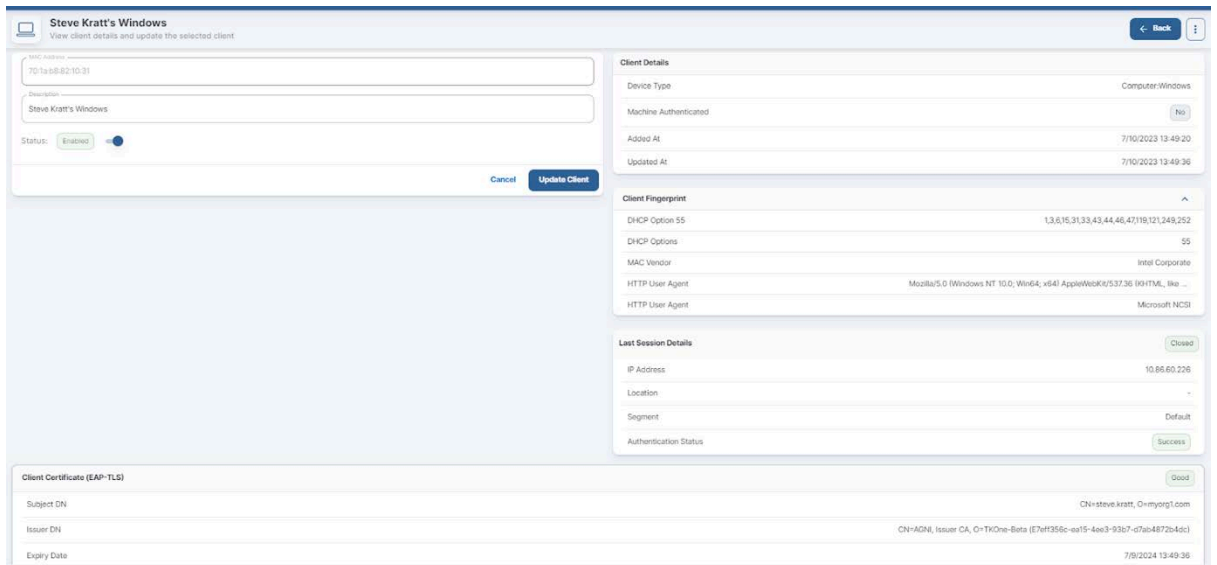 Steve Kratt's Windows
View client details and update the selected client
← Back
MAC Address
70:1a:b8:82:10:31
Description
Steve Kratt's Windows
Status: Enabled
Cancel Update Client
Client Details
Device Type Computer:Windows
Machine Authenticated No
Added At 7/10/2023 13:49:20
Updated At 7/10/2023 13:49:36
Client Fingerprint
DHCP Option 55 1,3,6,15,31,33,43,44,46,47,119,121,249,252
DHCP Options 55
MAC Vendor Intel Corporate
HTTP User Agent Mozilla/5.0 (Windows NT 10.0; Win64; x64) AppleWebKit/537.36 (KHTML, like ...
HTTP User Agent Microsoft NCSI
Last Session Details Closed
IP Address 10.86.60.226
Location -
Segment Default
Authentication Status Success
Client Certificate (EAP-TLS) Good
Subject DN CN=steve.kratt, O=myorg1.com
Issuer DN CN=AGNI, Issuer CA, O=TKOne-Beta (E7eff356c-ea15-4ee3-93b7-d7ab4872b4dc)
Expiry Date 7/9/2024 13:49:36